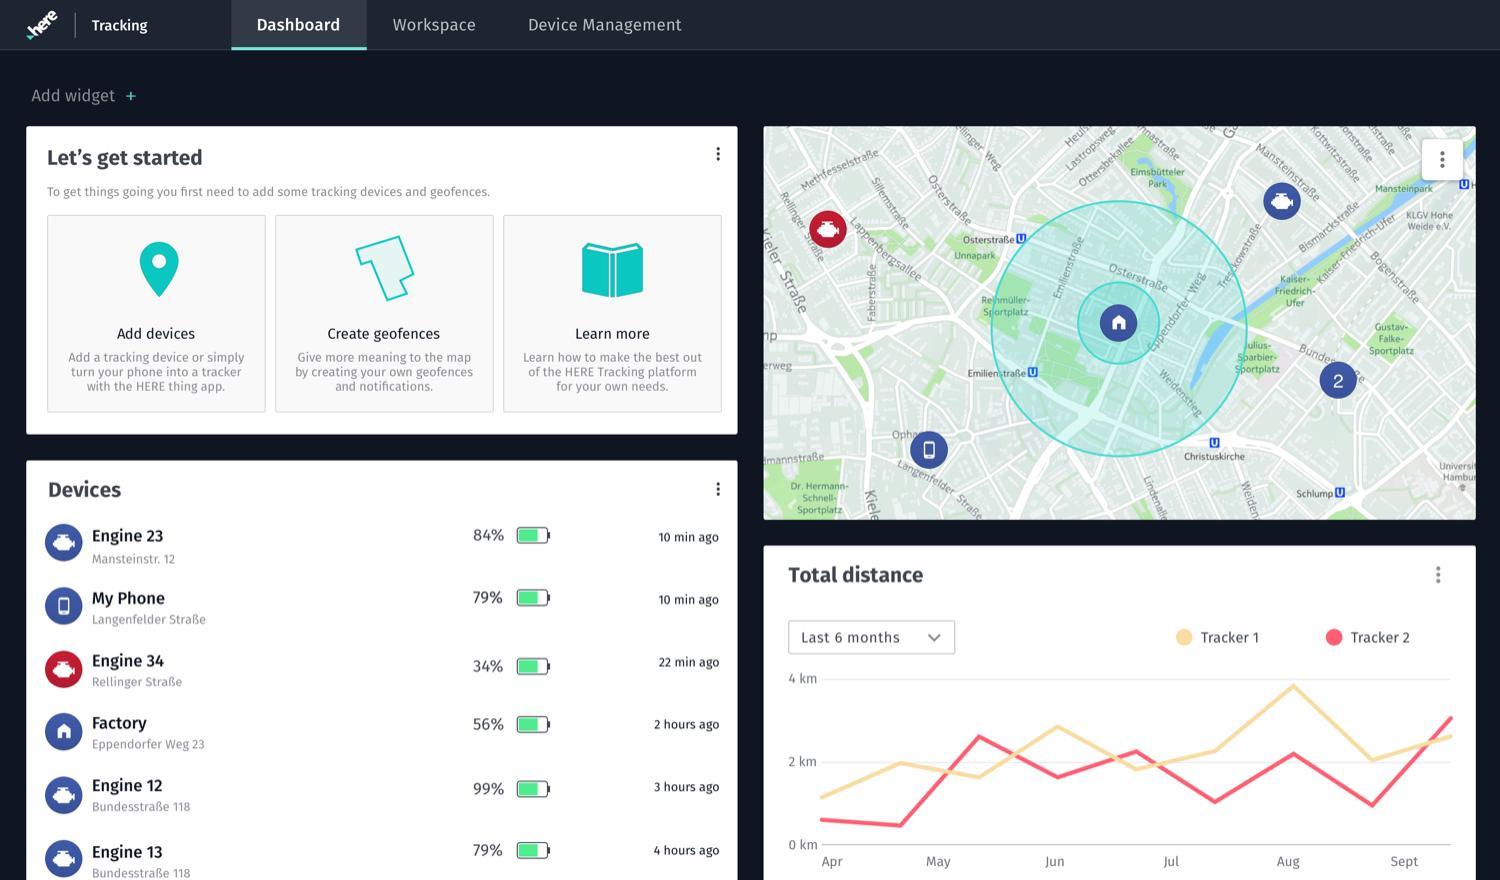 here
Tracking
Dashboard
Workspace
Device Management
Add widget +
Let's get started
To get things going you first need to add some tracking devices and geofences.
Add devices
Add a tracking device or simply
turn your phone into a tracker
with the HERE thing app.
Create geofences
Give more meaning to the map
by creating your own geofences
and notifications.
Learn more
Learn how to make the best out
of the HERE Tracking platform
for your own needs.
Devices
Engine 23
Mansteinstr. 12
84%
10 min ago
My Phone
Langenfelder Straße
79%
10 min ago
Engine 34
Rellinger Straße
34%
22 min ago
Factory
Eppendorfer Weg 23
56%
2 hours ago
Engine 12
Bundesstraße 118
99%
3 hours ago
Engine 13
Bundesstraße 118
79%
4 hours ago
Methfesselstraße
Sillemstraße
Osterstraße
Lastropsweg
Ottersbekallee
Eimsbütteler
Park
Mansteinstraße
Kottwitzstraße
Mansteinpark
KLGV Hohe
Weide e.V.
Rellinger Straße
Lappenbergsallee
Kieler Straße
Faberstraße
Osterstraße
Unnapark
Emilienstraße
Osterstraße
Eppendorfer Weg
Bismarckstraße
Kaiser-Friedrich-Ufer
Kaiser-
Friedrich-
Ufer
Bogenstraße
Gustav-
Falke-
Sportplatz
Emilienstraße
Weidenstieg
2
Langenfelder Straße
Christuskirche
Dr. Hermann-
Schnell-
Sportplatz
Schlump
Total distance
Last 6 months
Tracker 1
Tracker 2
4 km
2 km
0 km
Apr
May
Jun
Jul
Aug
Sept